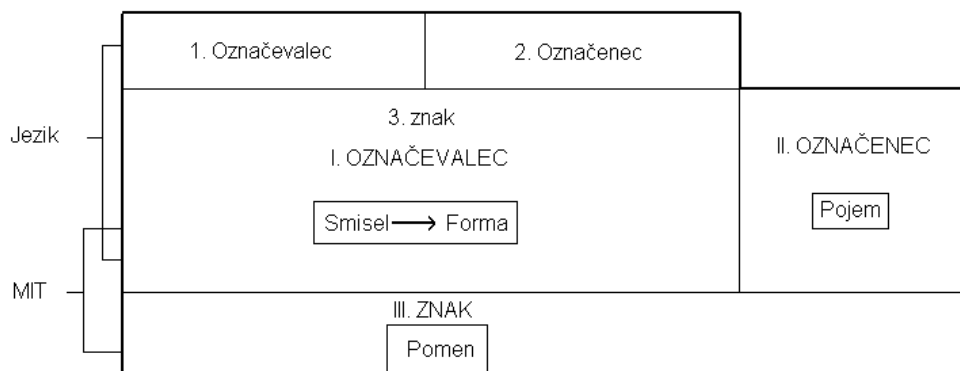 1. Označevalec
2. Označenec
Jezik
3. znak
I. OZNAČEVALEC
II. OZNAČENEC
Smisel → Forma
Pojem
MIT
III. ZNAK
Pomen